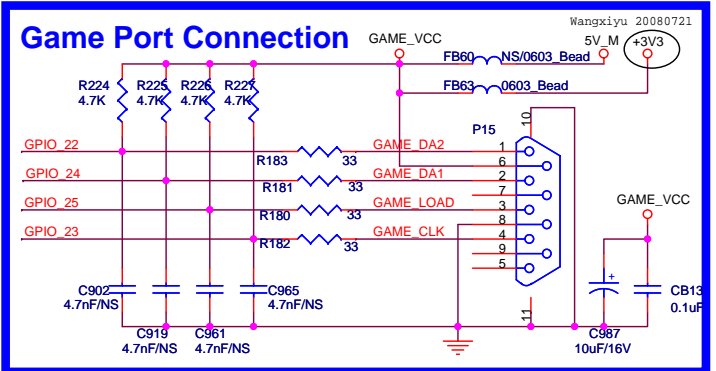 Wangxiyu 20080721
Game Port Connection
GAME_VCC
5V_M
+3V3
FB60
NS/0603_Bead
FB63
0603_Bead
R224
4.7K
R225
4.7K
R226
4.7K
R227
4.7K
P15
10
GPIO_22
R183
33
GAME_DA2
1
6
GPIO_24
R181
33
GAME_DA1
2
7
GPIO_25
R180
33
GAME_LOAD
3
8
GPIO_23
R182
33
GAME_CLK
4
9
5
GAME_VCC
C902
4.7nF/NS
C965
4.7nF/NS
C919
4.7nF/NS
C961
4.7nF/NS
11
+
C987
10uF/16V
CB13
0.1uF